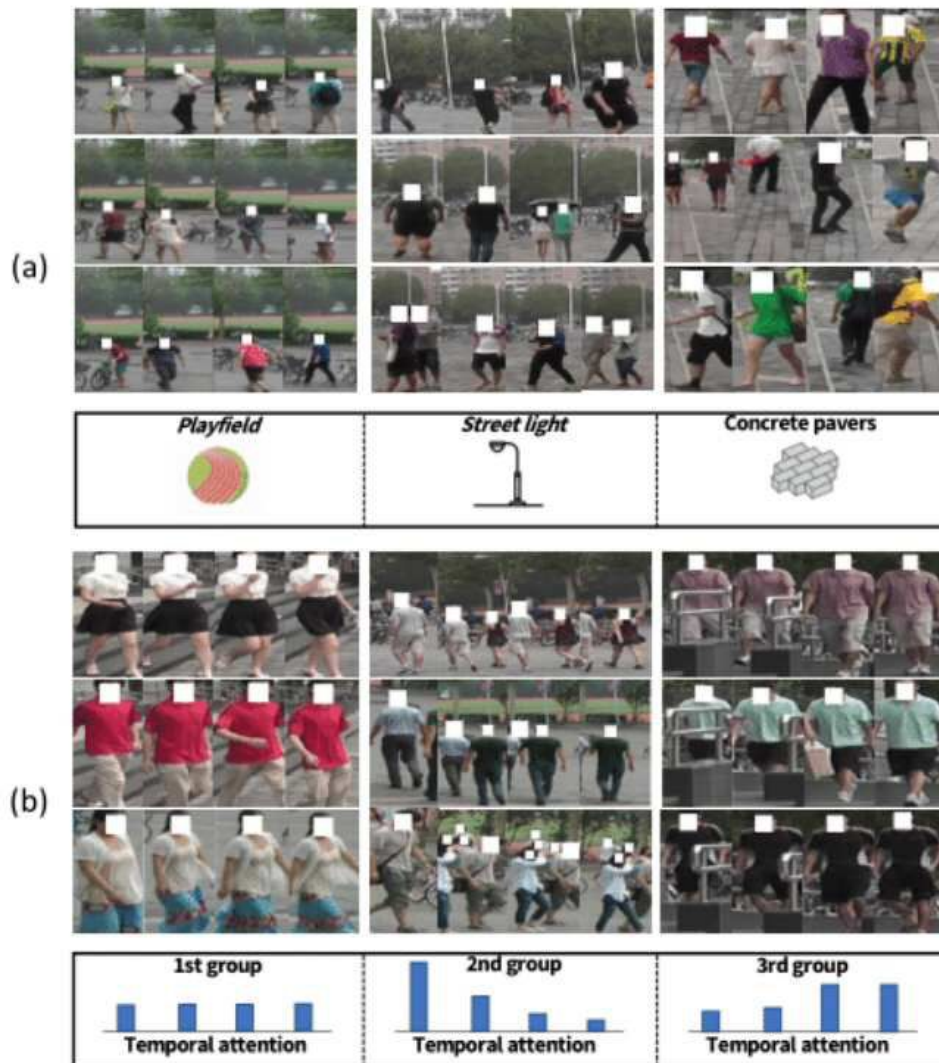 (a)
Playfield
Street light
Concrete pavers
(b)
1st group
2nd group
3rd group
Temporal attention
Temporal attention
Temporal attention